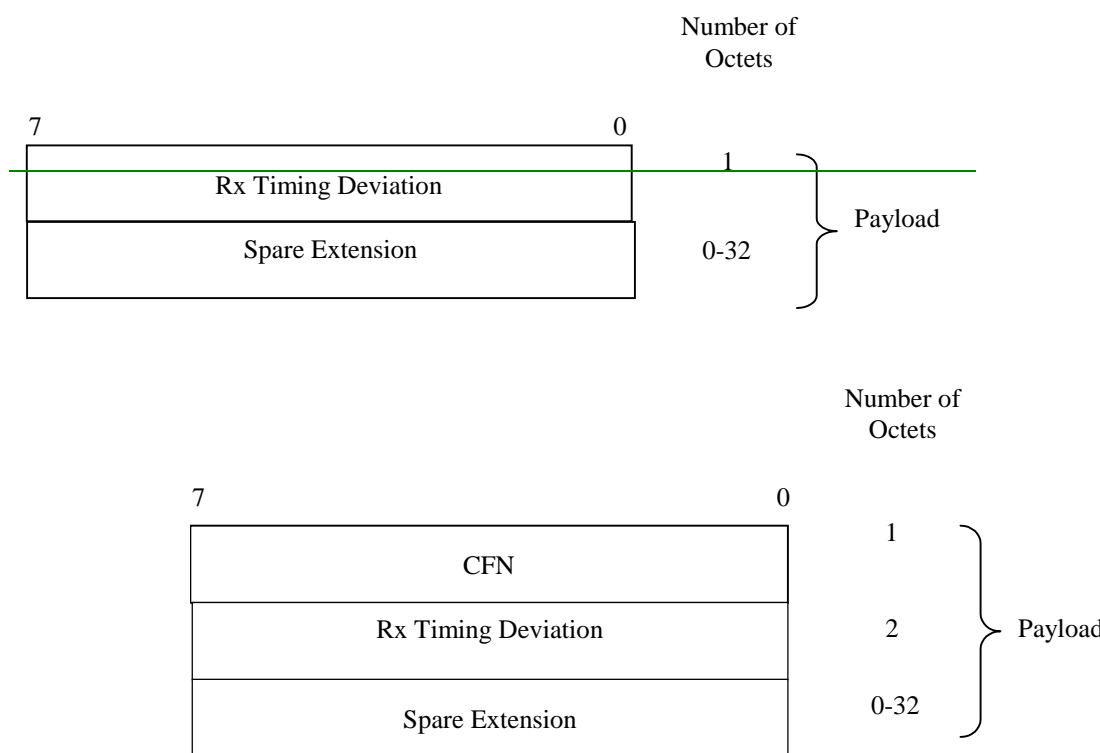 Number of
Octets
7 0
Rx Timing Deviation 1
Payload
Spare Extension 0-32
Number of
Octets
7 0
CFN 1
Rx Timing Deviation 2 Payload
Spare Extension 0-32